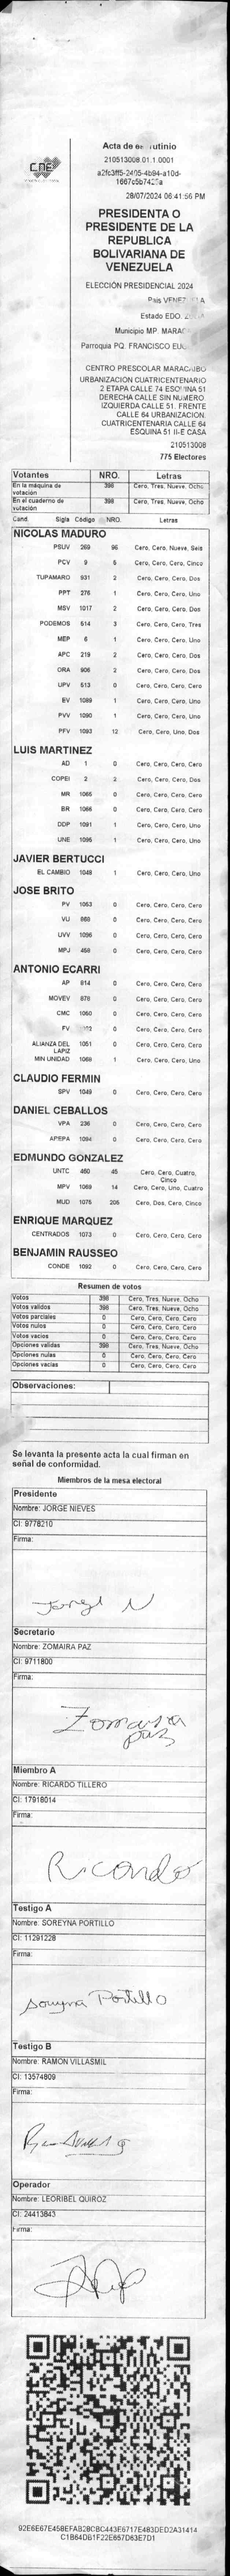 CNE
Acta de utinio
210513008.01.1.0001
a2fc3ff5-2495-4b94-a10d-
28/07/2024 06:41:56 PM
PRESIDENTA O
PRESIDENTE DE LA
REPUBLICA
BOLIVARIANA DE
VENEZUELA
ELECCIÓN PRESIDENCIAL 2024
País
Estado EDO.
Municipio MP.
Parroquia PQ. FRANCISCO
CENTRO PRESCOLAR MARACAIBO
URBANIZACION CUATRICENTENARIO
2 ETAPA CALLE 74 ESQUINA 51
DERECHA CALLE SIN NUMERO.
IZQUIERDA CALLE 51. FRENTE
CALLE 64 URBANIZACION
CUATRICENTENARIA CALLE 64
ESQUINA 51 II-E CASA
210513008
775 Electores
Votantes NRO. Letras
En la máquina de votación 398 Cero, Tres, Nueve, Ocho
En el cuaderno de votación 398 Cero, Tres, Nueve, Ocho
Cand. Sigla Código NRO. Letras
NICOLAS MADURO
PSUV 269 96 Cero, Cero, Nueve, Seis
PCV 9 5 Cero, Cero, Cero, Cinco
TUPAMARO 931 2 Cero, Cero, Cero, Dos
PPT 276 1 Cero, Cero, Cero, Uno
MSV 1017 2 Cero, Cero, Cero, Dos
PODEMOS 514 3 Cero, Cero, Cero, Tres
MEP 6 1 Cero, Cero, Cero, Uno
APC 219 2 Cero, Cero, Cero, Dos
ORA 906 2 Cero, Cero, Cero, Dos
UPV 513 0 Cero, Cero, Cero, Cero
EV 1089 1 Cero, Cero, Cero, Uno
PVV 1090 1 Cero, Cero, Cero, Uno
PFV 1093 12 Cero, Cero, Uno, Dos
LUIS MARTINEZ
AD 1 0 Cero, Cero, Cero, Cero
COPEI 2 2 Cero, Cero, Cero, Dos
MR 1065 0 Cero, Cero, Cero, Cero
BR 1066 0 Cero, Cero, Cero, Cero
DDP 1091 1 Cero, Cero, Cero, Uno
UNE 1095 1 Cero, Cero, Cero, Uno
JAVIER BERTUCCI
EL CAMBIO 1048 1 Cero, Cero, Cero, Uno
JOSE BRITO
PV 1053 0 Cero, Cero, Cero, Cero
VU 868 0 Cero, Cero, Cero, Cero
UVV 1096 0 Cero, Cero, Cero, Cero
MPJ 458 0 Cero, Cero, Cero, Cero
ANTONIO ECARRI
AP 814 0 Cero, Cero, Cero, Cero
MOVEV 878 0 Cero, Cero, Cero, Cero
CMC 1050 0 Cero, Cero, Cero, Cero
FV 0 Cero, Cero, Cero, Cero
ALIANZA DEL LAPIZ 1051 0 Cero, Cero, Cero, Cero
MIN UNIDAD 1068 1 Cero, Cero, Cero, Uno
CLAUDIO FERMIN
SPV 1049 0 Cero, Cero, Cero, Cero
DANIEL CEBALLOS
VPA 236 0 Cero, Cero, Cero, Cero
AREPA 1094 0 Cero, Cero, Cero, Cero
EDMUNDO GONZALEZ
UNTC 460 45 Cero, Cero, Cuatro, Cinco
MPV 1069 14 Cero, Cero, Uno, Cuatro
MUD 1075 205 Cero, Dos, Cero, Cinco
ENRIQUE MARQUEZ
CENTRADOS 1073 0 Cero, Cero, Cero, Cero
BENJAMIN RAUSSEO
CONDE 1092 0 Cero, Cero, Cero, Cero
Resumen de votos
Votos 398 Cero, Tres, Nueve, Ocho
Votos validos 398 Cero, Tres, Nueve, Ocho
Votos parciales 0 Cero, Cero, Cero, Cero
Votos nulos 0 Cero, Cero, Cero, Cero
Votos vacios 0 Cero, Cero, Cero, Cero
Opciones validas 398 Cero, Tres, Nueve, Ocho
Opciones nulas 0 Cero, Cero, Cero, Cero
Opciones vacias 0 Cero, Cero, Cero, Cero
Observaciones:
Se levanta la presente acta la cual firman en
señal de conformidad.
Miembros de la mesa electoral
Presidente
Nombre: JORGE NIEVES
CI: 9778210
Firma:
Jorge N
Secretario
Nombre: ZOMAIRA PAZ
CI: 9711800
Firma:
Zomaira
paz
Miembro A
Nombre: RICARDO TILLERO
CI: 17918014
Firma:
Ricardo
Testigo A
Nombre: SOREYNA PORTILLO
CI: 11291228
Firma:
Soreyna Portillo
Testigo B
Nombre: RAMON VILLASMIL
CI: 13574809
Firma:
Operador
Nombre: LEORIBEL QUIROZ
CI: 24413843
Firma:
92E6E67E45BEFAB28CBC443E6717E483DED2A31414
C1B64DB1F22E657D63E7D1